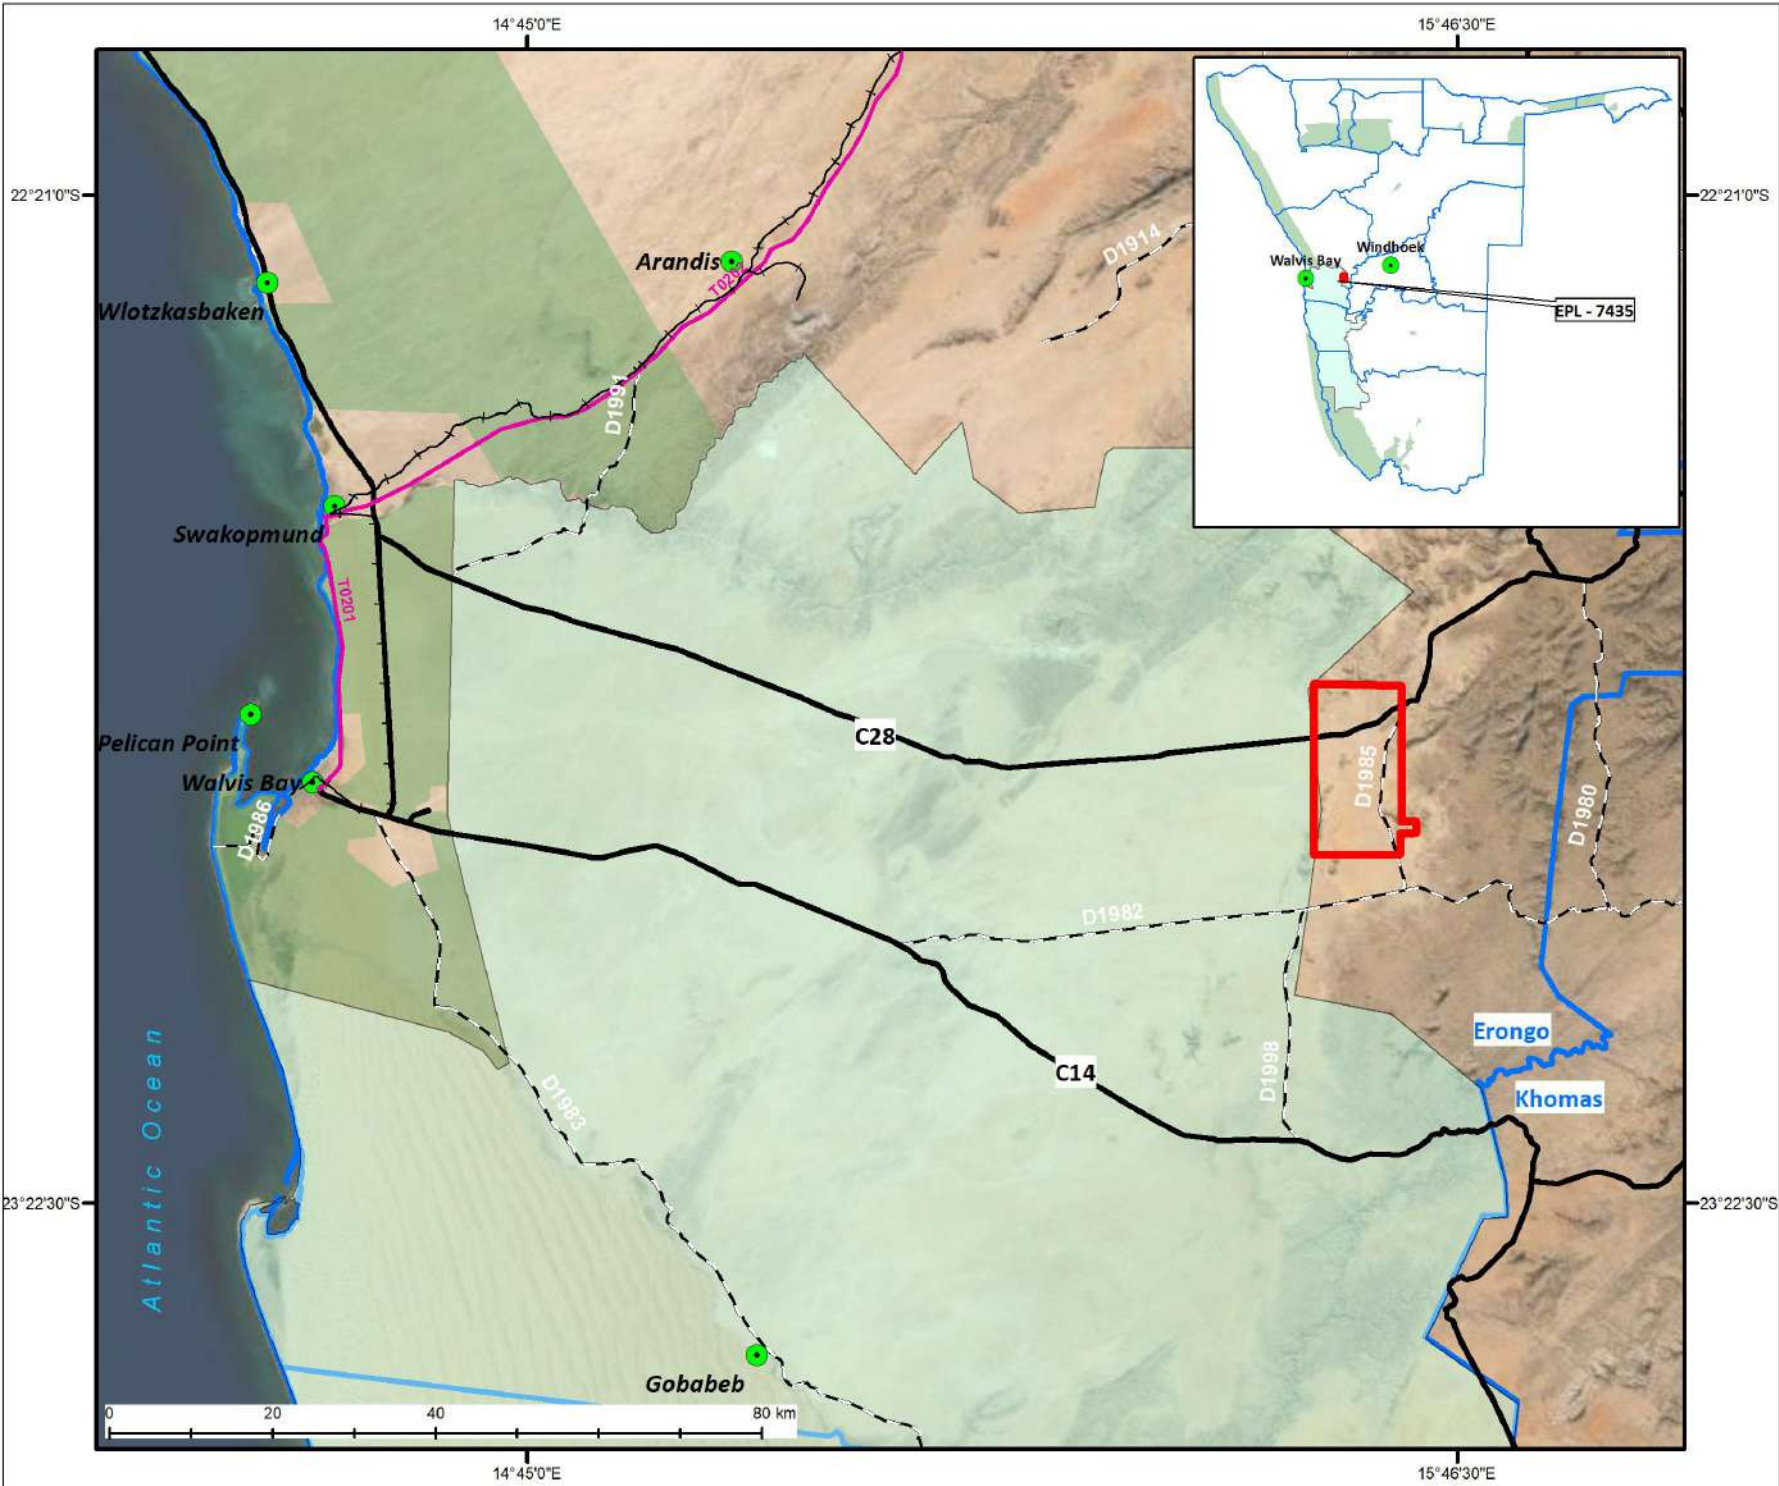 14°45'0"E
15°46'30"E
22°21'0"S
22°21'0"S
Windhoek
Walvis Bay
EPL - 7435
D1914
Arandis
Wlotzkasbaken
D1991
Swakopmund
T0201
Pelican Point
C28
Walvis Bay
D1985
D1980
D1986
D1982
Erongo
C14
D1998
Khomas
D1983
Atlantic Ocean
23°22'30"S
23°22'30"S
Gobabeb
0 20 40 80 km
14°45'0"E
15°46'30"E